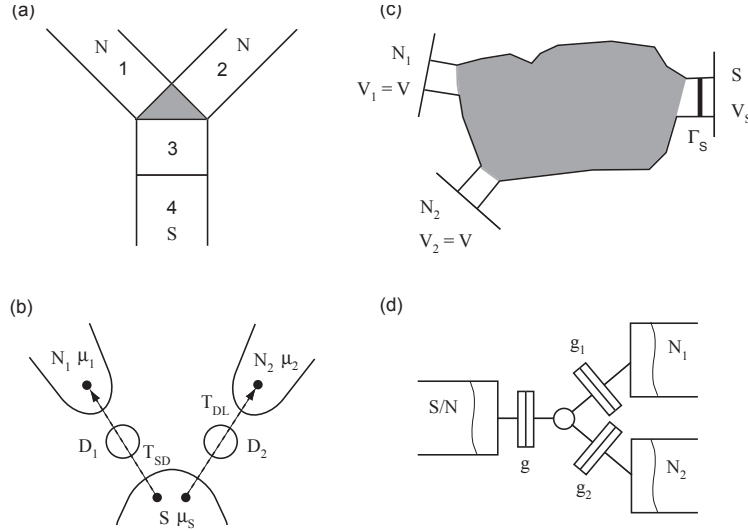 (a)
N
N
1
2
3
4
S
(c)
N1
V1 = V
S
VS
ΓS
N2
V2 = V
(b)
N1 μ1
N2 μ2
TDL
D1
TSD
D2
S μS
(d)
S/N
g
g1
g2
N1
N2